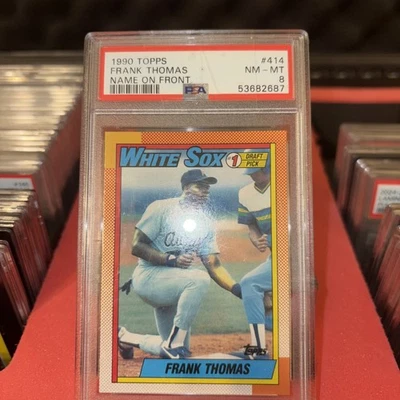 1990 TOPPS #414
FRANK THOMAS NM - MT
NAME ON FRONT 8
PSA 53682687
WHITE SOX #1 DRAFT PICK
Topps
FRANK THOMAS